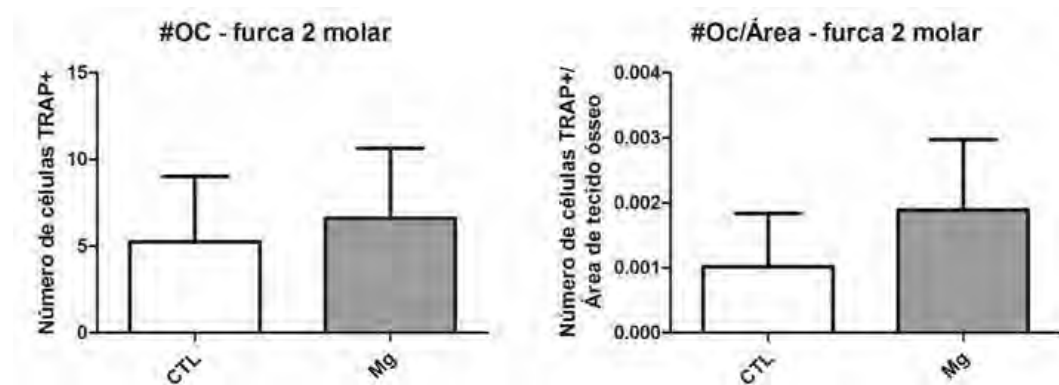 #OC - furca 2 molar
Número de células TRAP+
15
10
5
0
CTL
Mg
#Oc/Área - furca 2 molar
Número de células TRAP+/
Área de tecido ósseo
0.004
0.003
0.002
0.001
0.000
CTL
Mg